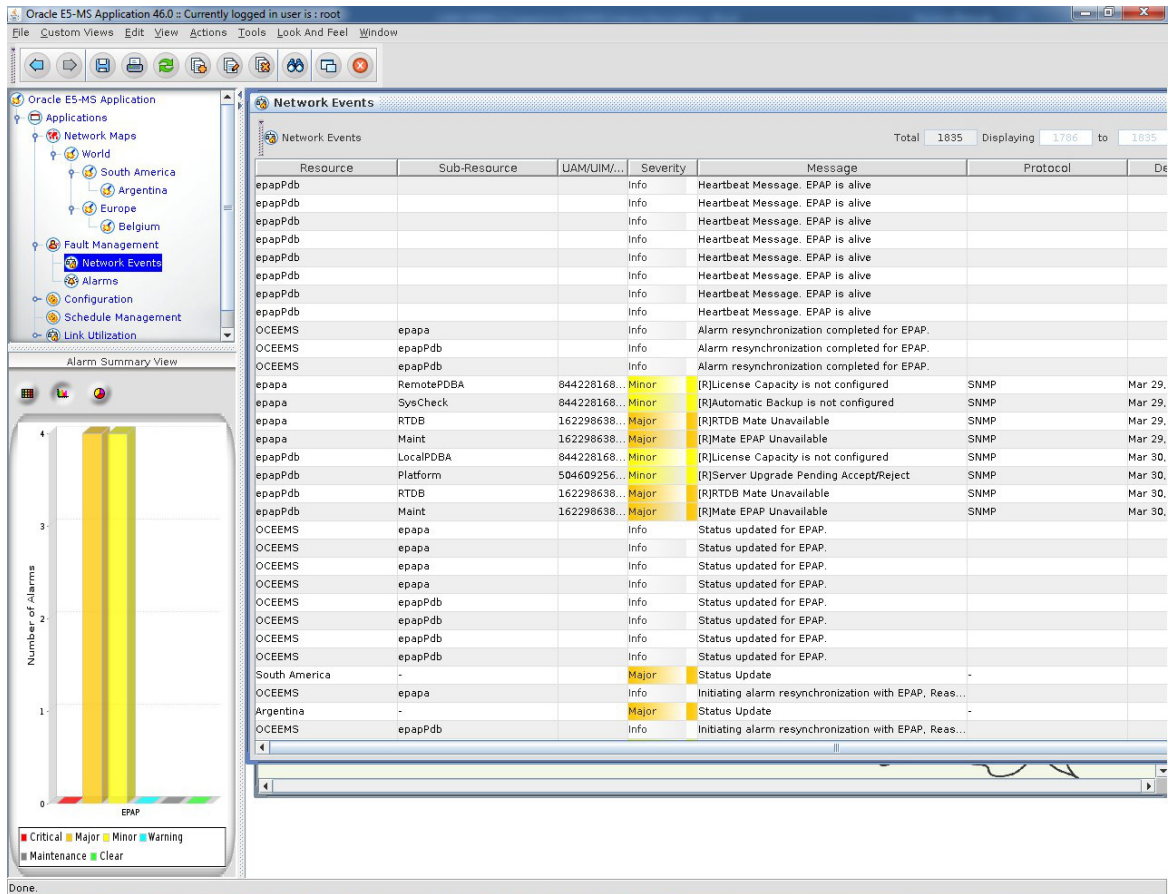 Oracle E5-MS Application 46.0 :: Currently logged in user is : root
File Custom Views Edit View Actions Tools Look And Feel Window
Oracle E5-MS Application
Applications
Network Maps
World
South America
Argentina
Europe
Belgium
Fault Management
Network Events
Alarms
Configuration
Schedule Management
Link Utilization
Alarm Summary View
4
3
2
1
0
Number of Alarms
EPAP
Critical Major Minor Warning
Maintenance Clear
Network Events
Network Events Total 1835 Displaying 1786 to 1835
Resource Sub-Resource UAM/UIM/... Severity Message Protocol De
epapPdb Info Heartbeat Message. EPAP is alive
epapPdb Info Heartbeat Message. EPAP is alive
epapPdb Info Heartbeat Message. EPAP is alive
epapPdb Info Heartbeat Message. EPAP is alive
epapPdb Info Heartbeat Message. EPAP is alive
epapPdb Info Heartbeat Message. EPAP is alive
epapPdb Info Heartbeat Message. EPAP is alive
epapPdb Info Heartbeat Message. EPAP is alive
OCEEMS epapa Info Alarm resynchronization completed for EPAP.
OCEEMS epapPdb Info Alarm resynchronization completed for EPAP.
OCEEMS epapPdb Info Alarm resynchronization completed for EPAP.
epapa RemotePDBA 844228168... Minor [R]License Capacity is not configured SNMP Mar 29,
epapa SysCheck 844228168... Minor [R]Automatic Backup is not configured SNMP Mar 29,
epapa RTDB 162298638... Major [R]RTDB Mate Unavailable SNMP Mar 29,
epapa Maint 162298638... Major [R]Mate EPAP Unavailable SNMP Mar 29,
epapPdb LocalPDBA 844228168... Minor [R]License Capacity is not configured SNMP Mar 30,
epapPdb Platform 504609256... Minor [R]Server Upgrade Pending Accept/Reject SNMP Mar 30,
epapPdb RTDB 162298638... Major [R]RTDB Mate Unavailable SNMP Mar 30,
epapPdb Maint 162298638... Major [R]Mate EPAP Unavailable SNMP Mar 30,
OCEEMS epapa Info Status updated for EPAP.
OCEEMS epapa Info Status updated for EPAP.
OCEEMS epapa Info Status updated for EPAP.
OCEEMS epapa Info Status updated for EPAP.
OCEEMS epapPdb Info Status updated for EPAP.
OCEEMS epapPdb Info Status updated for EPAP.
OCEEMS epapPdb Info Status updated for EPAP.
OCEEMS epapPdb Info Status updated for EPAP.
South America - Major Status Update -
OCEEMS epapa Info Initiating alarm resynchronization with EPAP, Reas...
Argentina - Major Status Update -
OCEEMS epapPdb Info Initiating alarm resynchronization with EPAP, Reas...
Done.